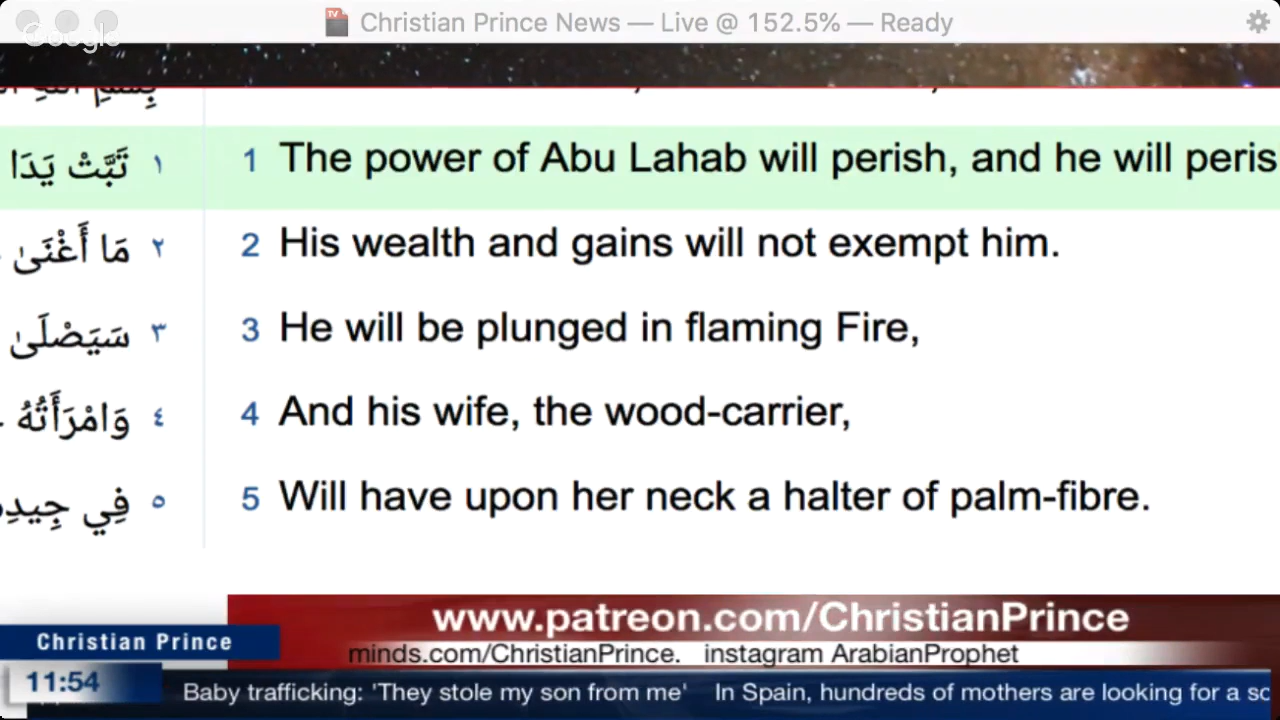 Christian Prince News — Live @ 152.5% — Ready
Google
بِسْمِ اللَّهِ
تَبَّتْ يَدَا ١ 1 The power of Abu Lahab will perish, and he will peris
مَا أَغْنَىٰ ٢ 2 His wealth and gains will not exempt him.
سَيَصْلَىٰ ٣ 3 He will be plunged in flaming Fire,
وَامْرَأَتُهُ ٤ 4 And his wife, the wood-carrier,
فِي جِيدِهَ ٥ 5 Will have upon her neck a halter of palm-fibre.
www.patreon.com/ChristianPrince
Christian Prince
minds.com/ChristianPrince. instagram ArabianProphet
11:54
Baby trafficking: 'They stole my son from me' In Spain, hundreds of mothers are looking for a so